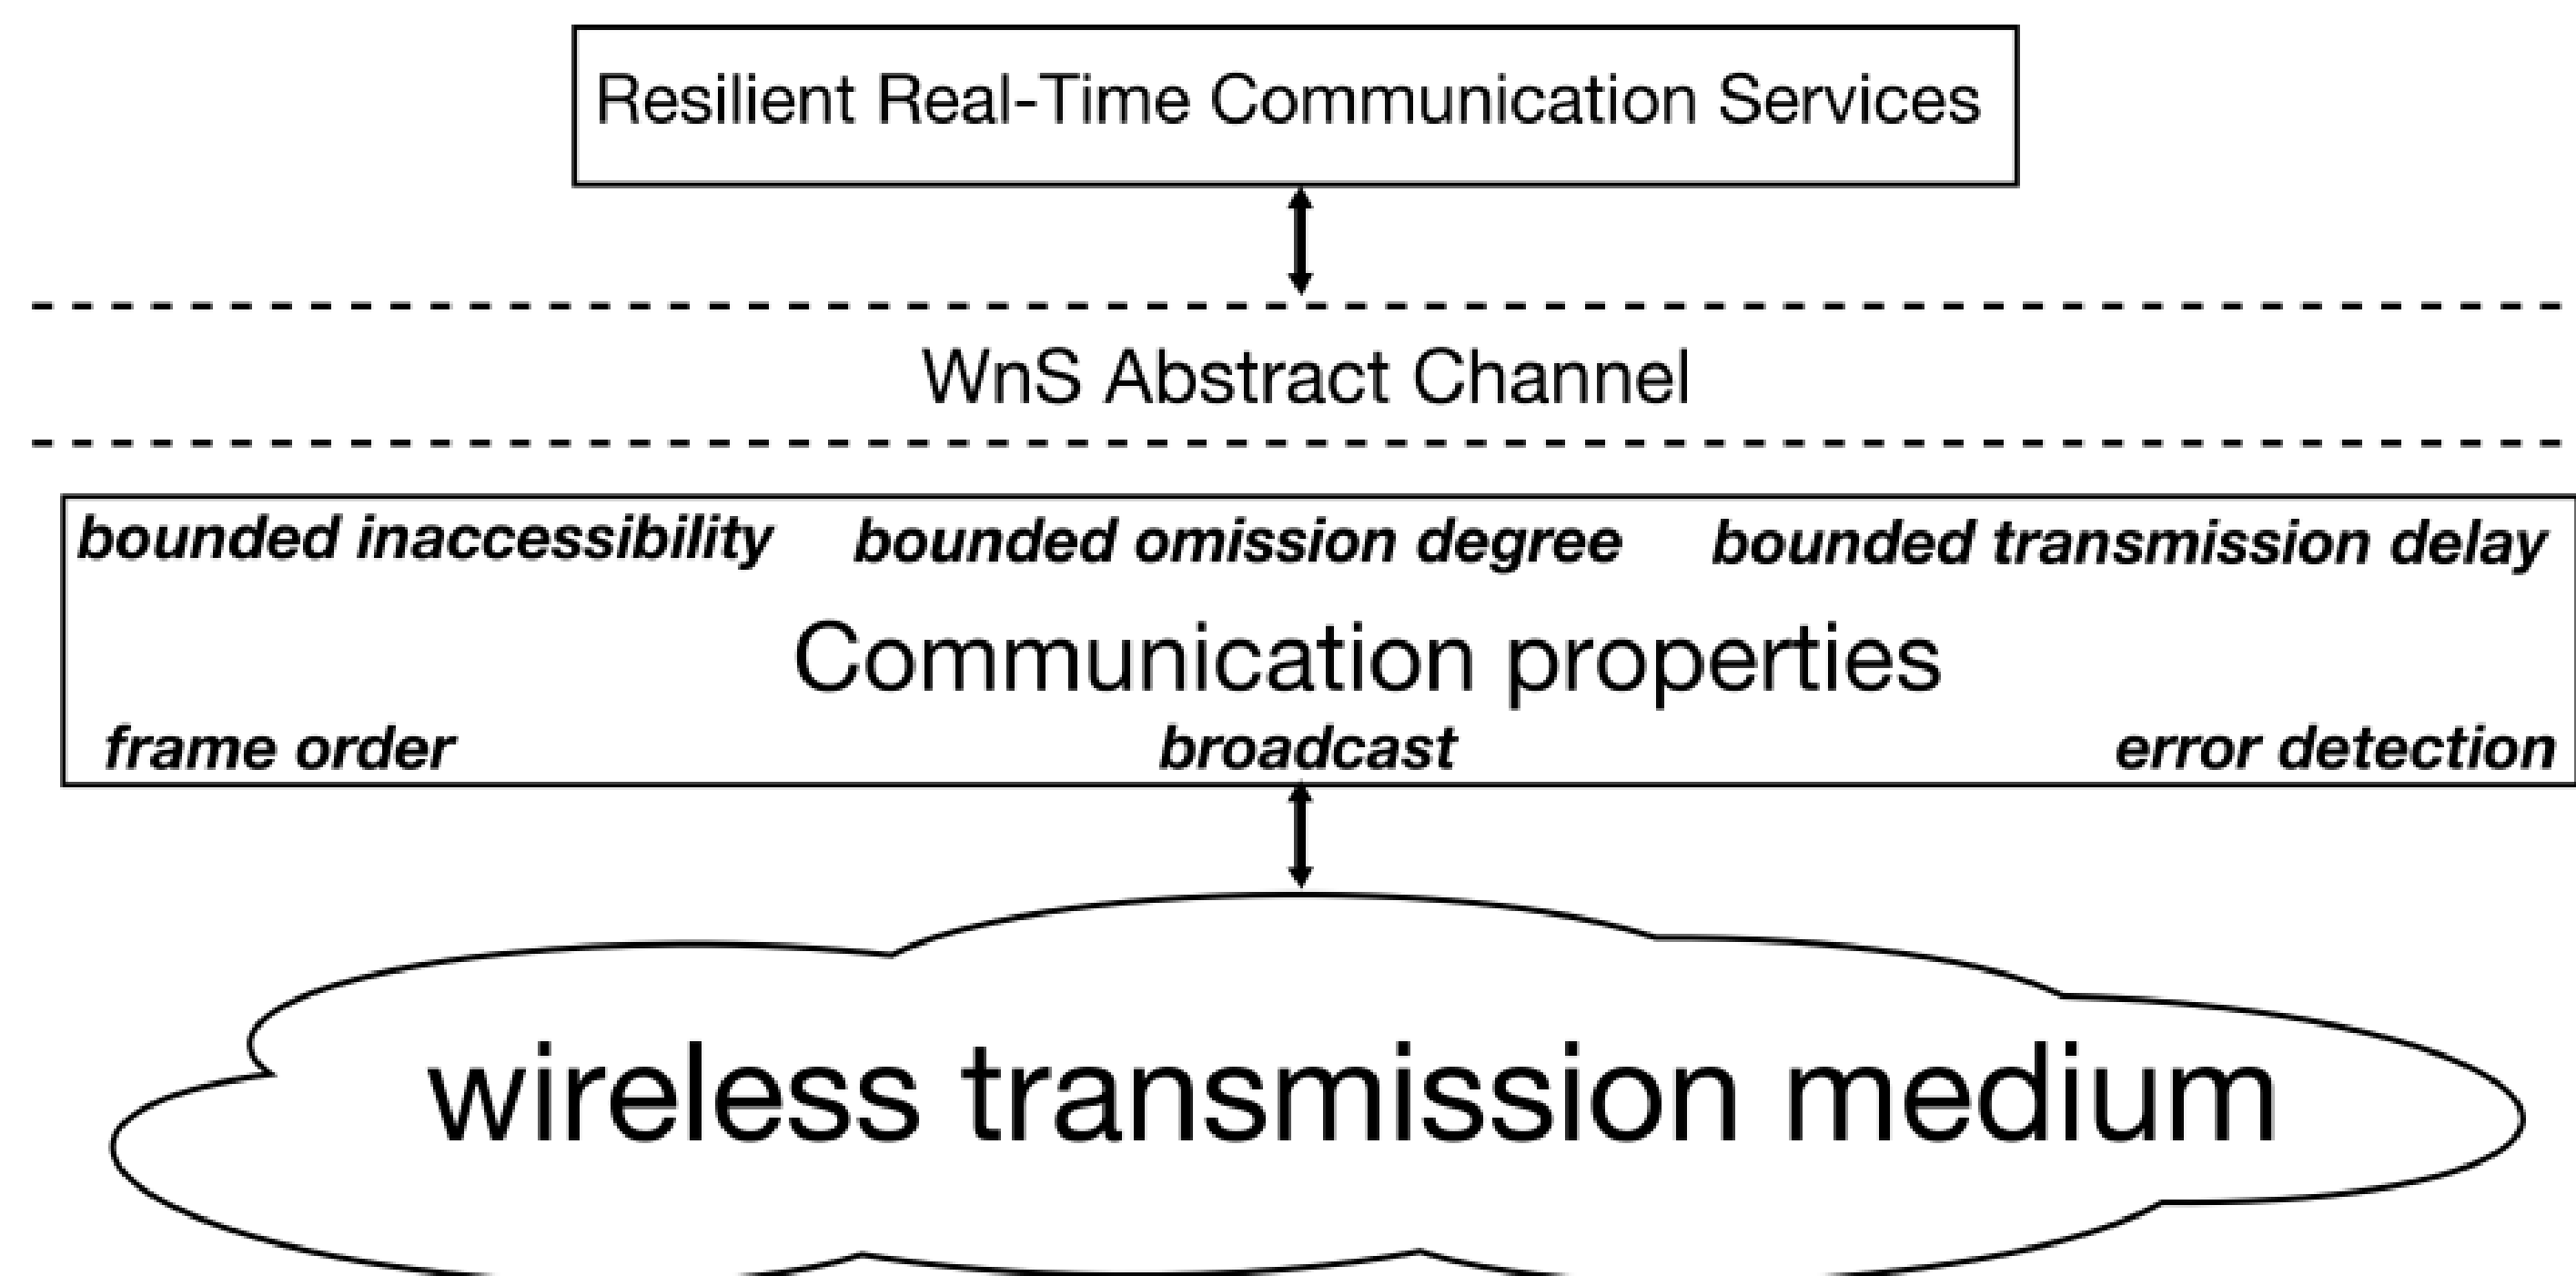 Resilient Real-Time Communication Services
WnS Abstract Channel
bounded inaccessibility bounded omission degree bounded transmission delay
Communication properties
frame order broadcast error detection
wireless transmission medium